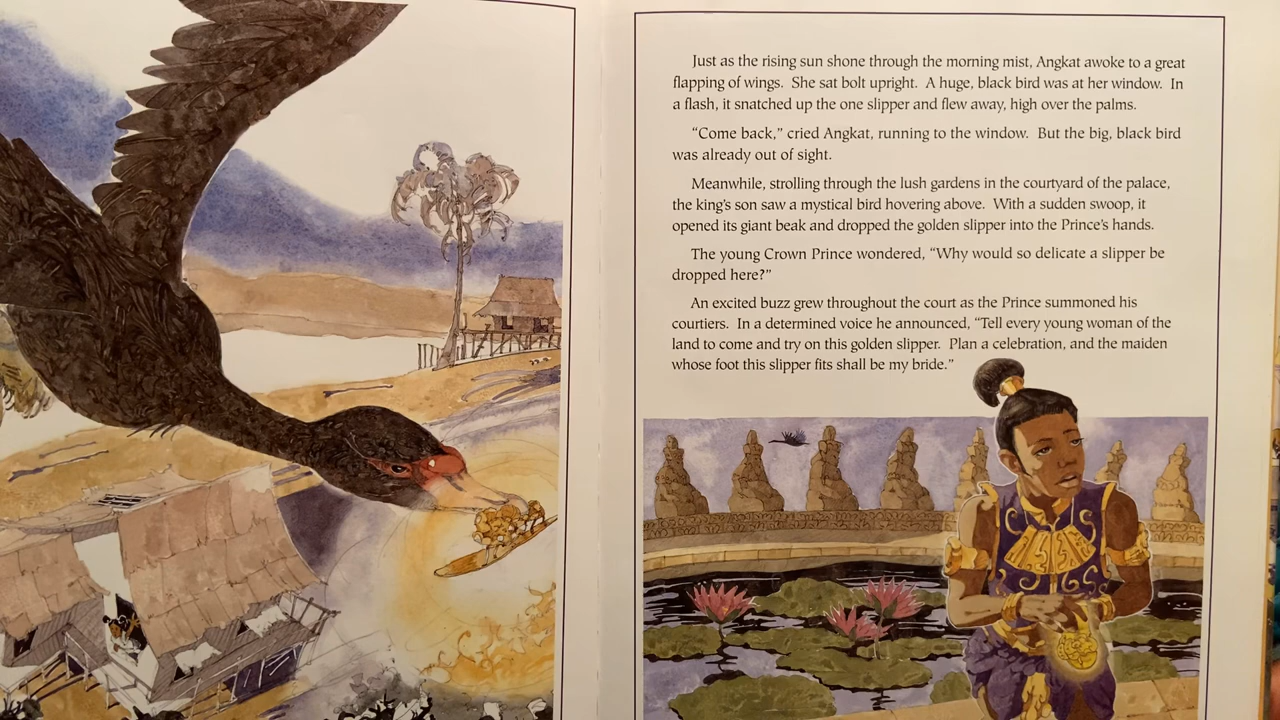 Just as the rising sun shone through the morning mist, Angkat awoke to a great
flapping of wings. She sat bolt upright. A huge, black bird was at her window. In
a flash, it snatched up the one slipper and flew away, high over the palms.
“Come back,” cried Angkat, running to the window. But the big, black bird
was already out of sight.
Meanwhile, strolling through the lush gardens in the courtyard of the palace,
the king’s son saw a mystical bird hovering above. With a sudden swoop, it
opened its giant beak and dropped the golden slipper into the Prince’s hands.
The young Crown Prince wondered, “Why would so delicate a slipper be
dropped here?”
An excited buzz grew throughout the court as the Prince summoned his
courtiers. In a determined voice he announced, “Tell every young woman of the
land to come and try on this golden slipper. Plan a celebration, and the maiden
whose foot this slipper fits shall be my bride.”